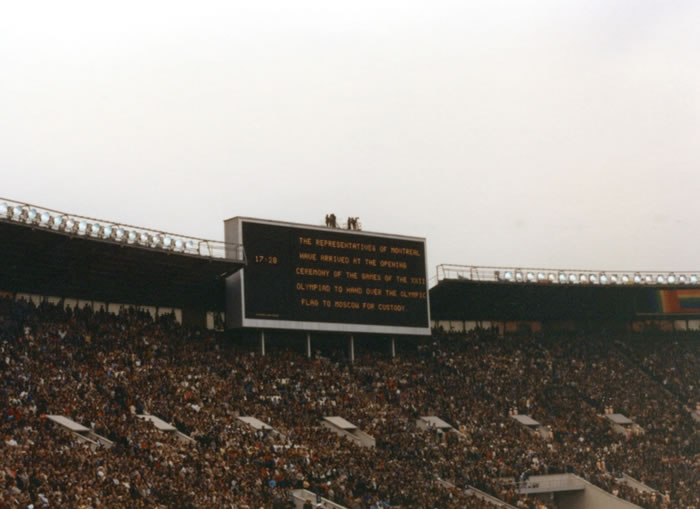 THE REPRESENTATIVES OF MONTREAL
17-28 HAVE ARRIVED AT THE OPENING
CEREMONY OF THE GAMES OF THE XXII
OLYMPIAD TO HAND OVER THE OLYMPIC
FLAG TO MOSCOW FOR CUSTODY